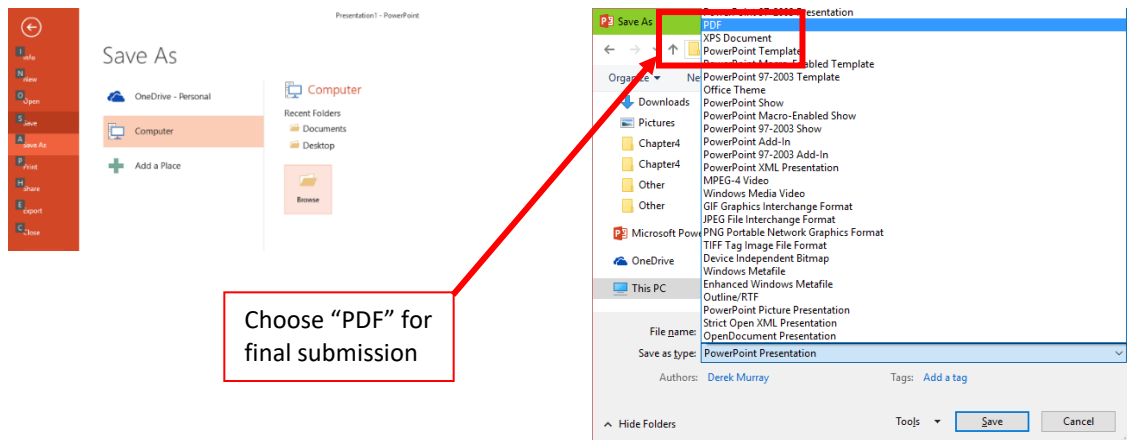 Presentation1 - PowerPoint
I
Info
N
New
O
Open
S
Save
A
Save As
P
Print
H
Share
E
Export
C
Close
Save As
OneDrive - Personal
Computer
Add a Place
Computer
Recent Folders
Documents
Desktop
Browse
Choose “PDF” for
final submission
Save As
Organize
Ne
Downloads
Pictures
Chapter4
Chapter4
Other
Other
Microsoft Powe
OneDrive
This PC
PowerPoint 97-2003 Presentation
PDF
XPS Document
PowerPoint Template
PowerPoint Macro-Enabled Template
PowerPoint 97-2003 Template
Office Theme
PowerPoint Show
PowerPoint Macro-Enabled Show
PowerPoint 97-2003 Show
PowerPoint Add-In
PowerPoint 97-2003 Add-In
PowerPoint XML Presentation
MPEG-4 Video
Windows Media Video
GIF Graphics Interchange Format
JPEG File Interchange Format
PNG Portable Network Graphics Format
TIFF Tag Image File Format
Device Independent Bitmap
Windows Metafile
Enhanced Windows Metafile
Outline/RTF
PowerPoint Picture Presentation
Strict Open XML Presentation
OpenDocument Presentation
File name:
Save as type: PowerPoint Presentation
Authors: Derek Murray Tags: Add a tag
Hide Folders Tools Save Cancel